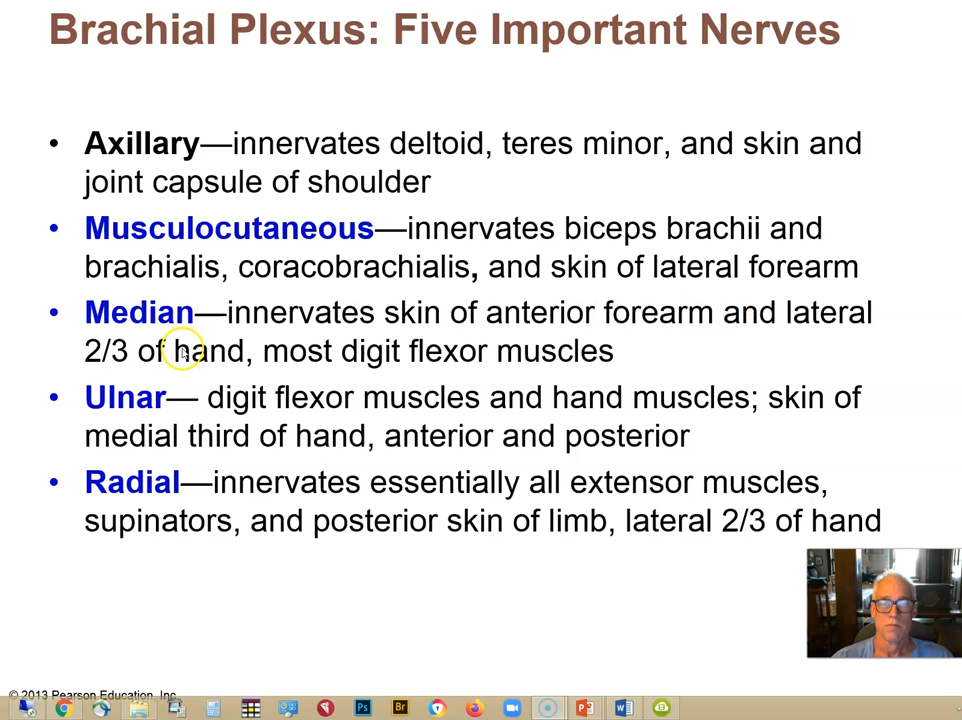 Brachial Plexus: Five Important Nerves
• Axillary—innervates deltoid, teres minor, and skin and
joint capsule of shoulder
• Musculocutaneous—innervates biceps brachii and
brachialis, coracobrachialis, and skin of lateral forearm
• Median—innervates skin of anterior forearm and lateral
2/3 of hand, most digit flexor muscles
• Ulnar— digit flexor muscles and hand muscles; skin of
medial third of hand, anterior and posterior
• Radial—innervates essentially all extensor muscles,
supinators, and posterior skin of limb, lateral 2/3 of hand
© 2013 Pearson Education, Inc.
Ps
Br